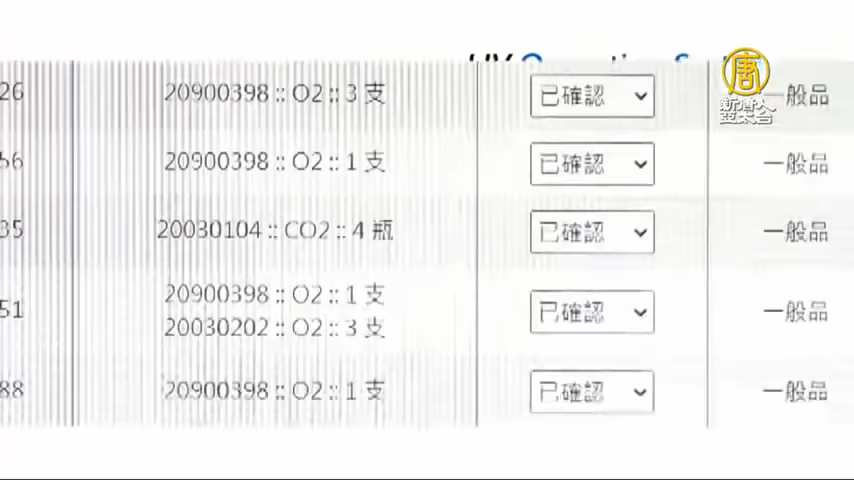 唐
新唐人
亞太台
26 20900398 :: O2 :: 3 支 已確認 一般品
56 20900398 :: O2 :: 1 支 已確認 一般品
35 20030104 :: CO2 :: 4 瓶 已確認 一般品
51 20900398 :: O2 :: 1 支 已確認 一般品
20030202 :: O2 :: 3 支
88 20900398 :: O2 :: 1 支 已確認 一般品